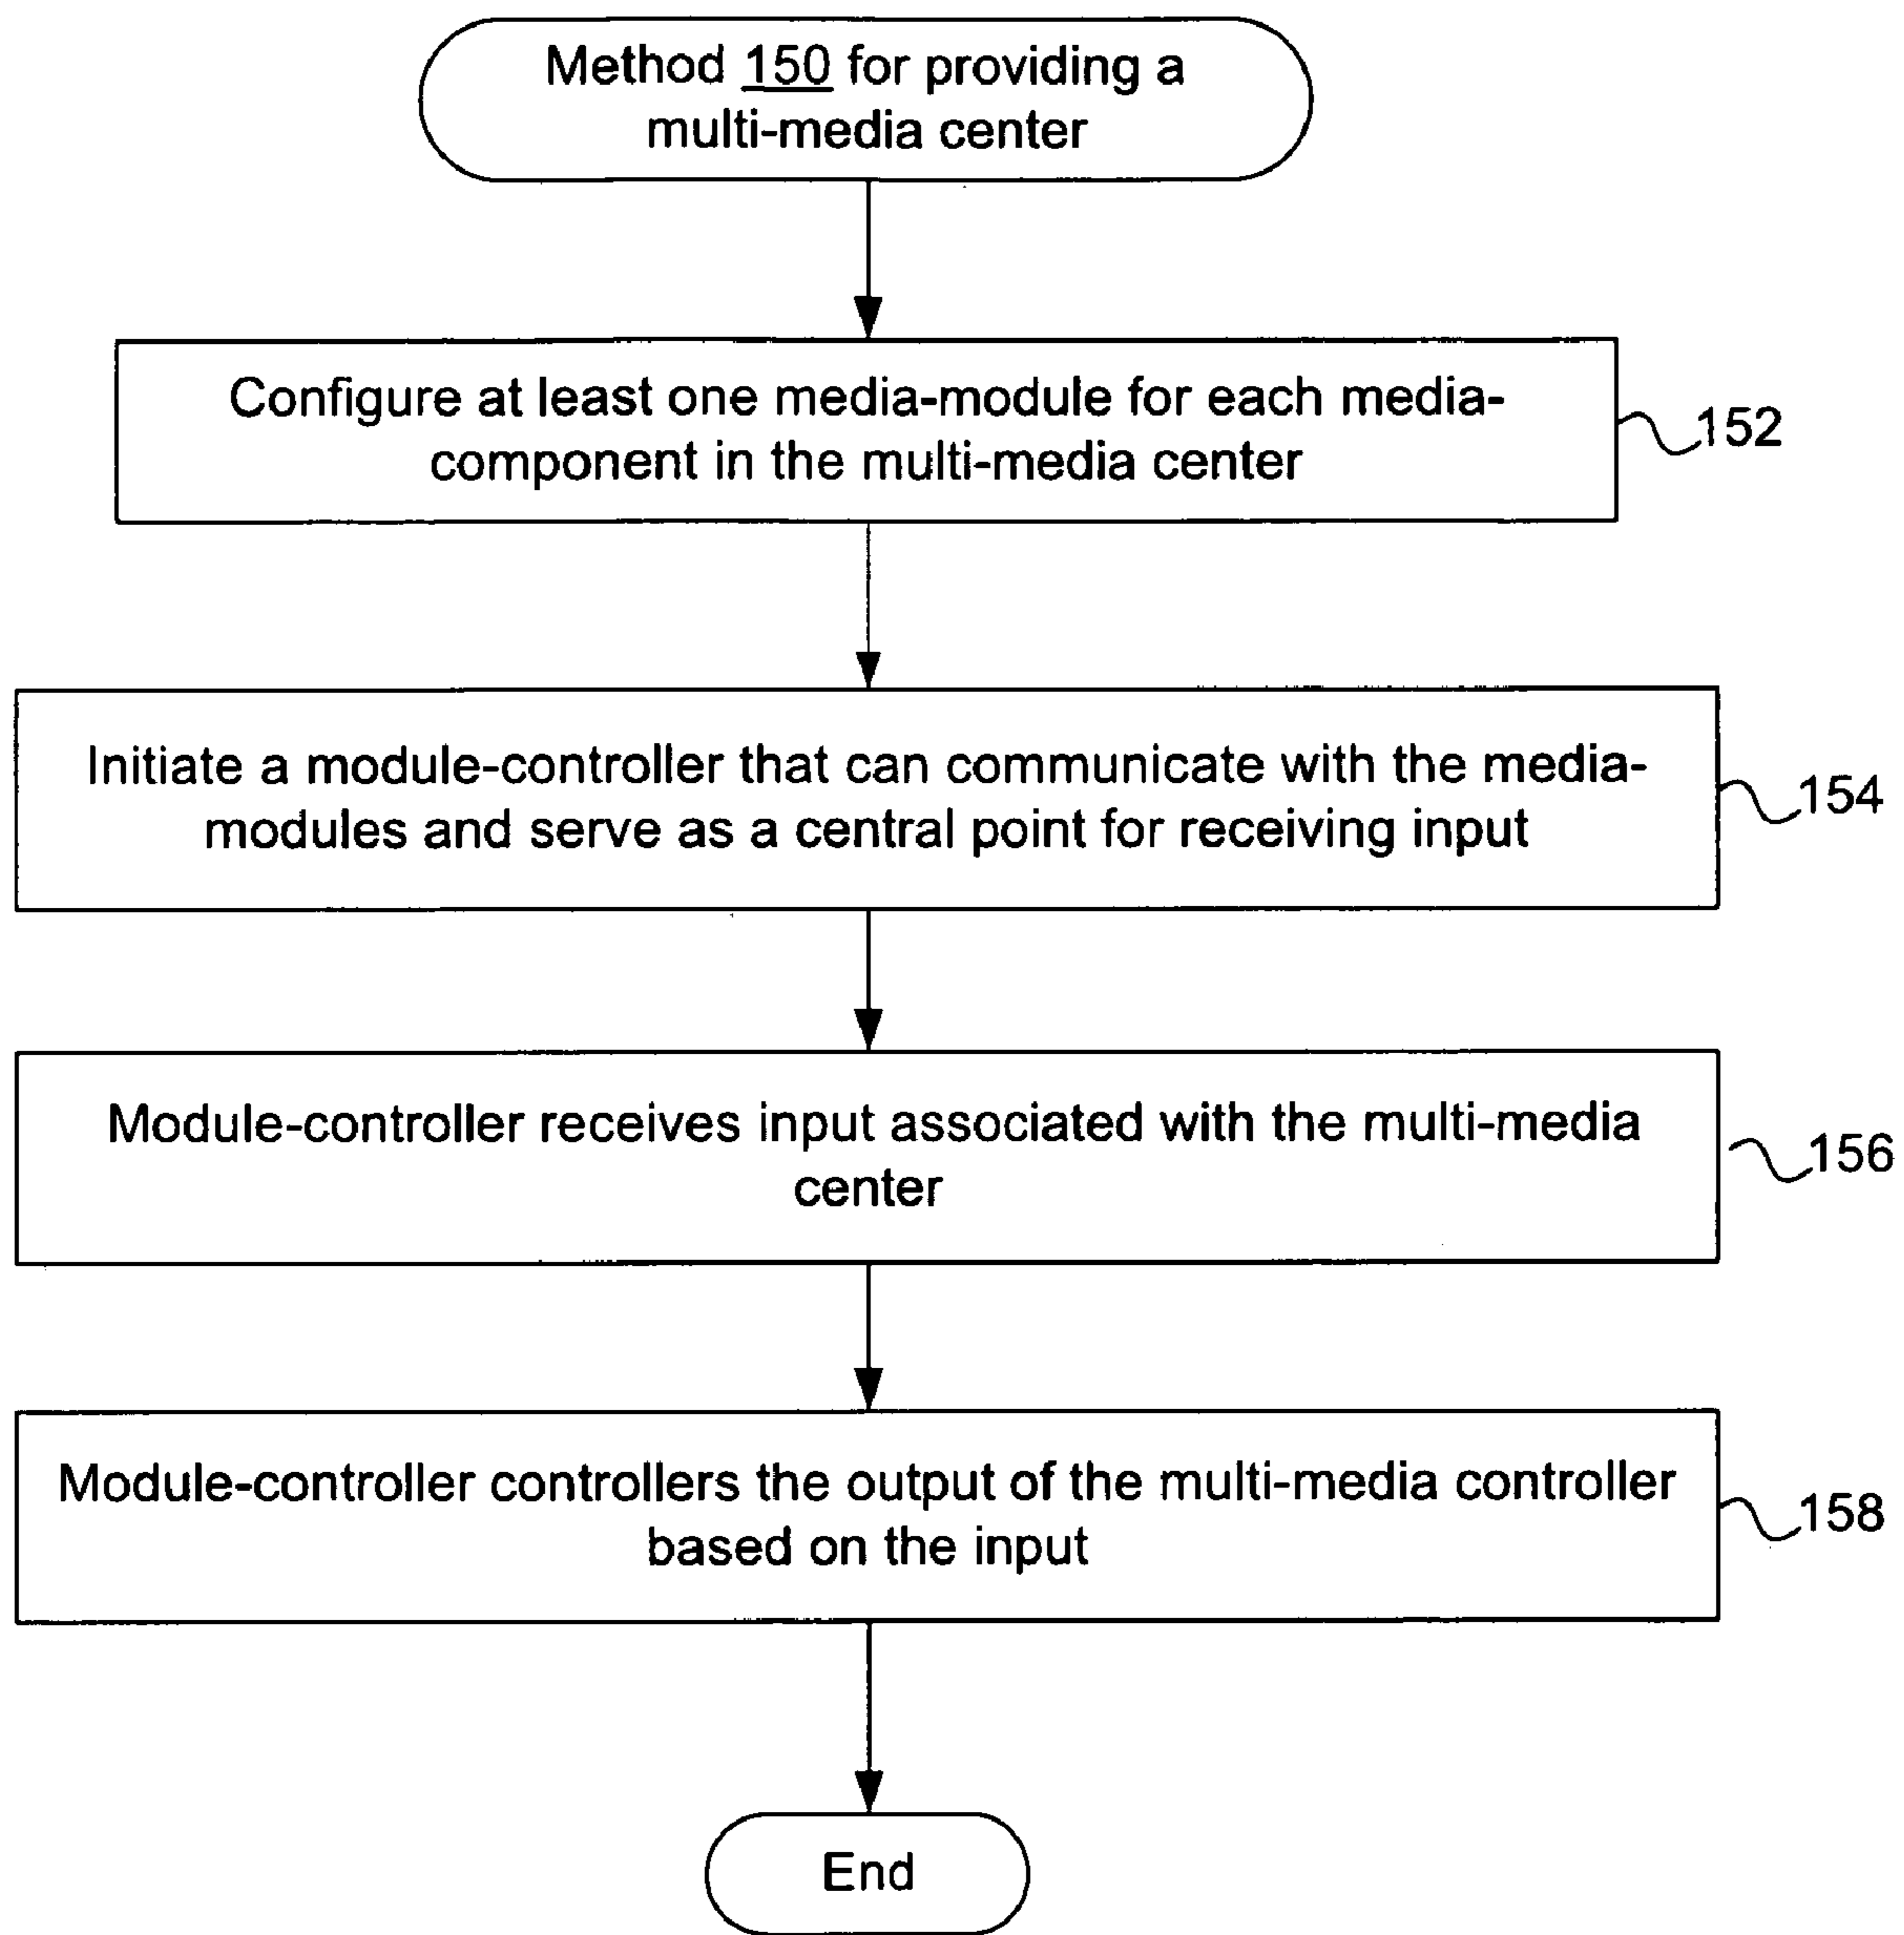 Method 150 for providing a
multi-media center
Configure at least one media-module for each media-
component in the multi-media center
152
Initiate a module-controller that can communicate with the media-
modules and serve as a central point for receiving input
154
Module-controller receives input associated with the multi-media
center
156
Module-controller controllers the output of the multi-media controller
based on the input
158
End